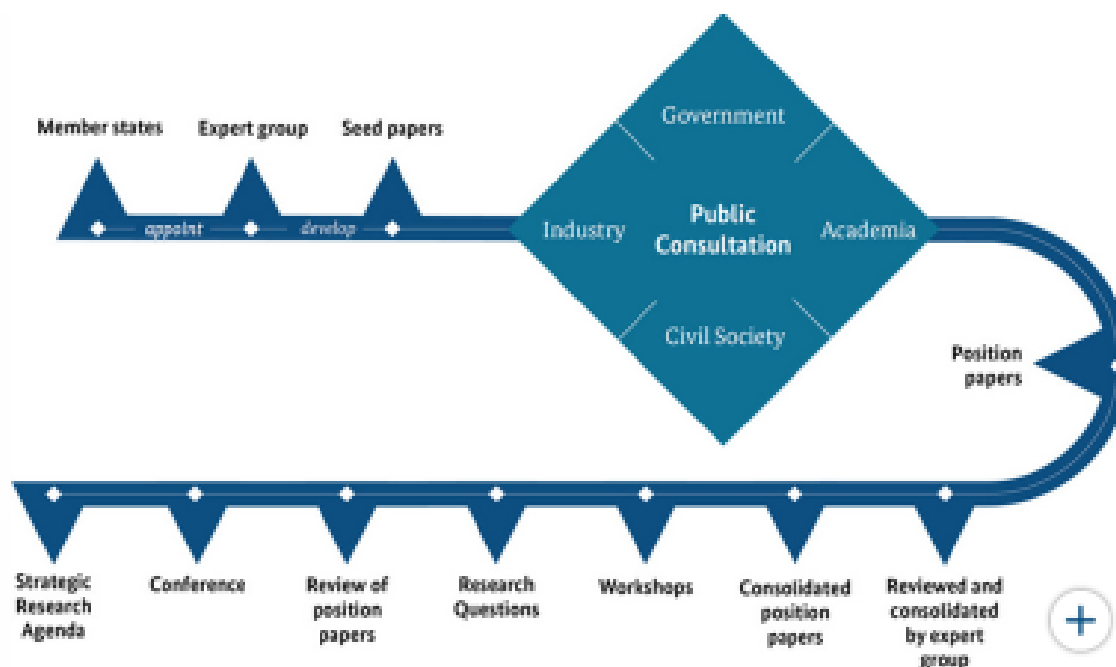 Member states
Expert group
Seed papers
appoint
develop
Government
Industry
Public
Consultation
Academia
Civil Society
Position
papers
Strategic
Research
Agenda
Conference
Review of
position
papers
Research
Questions
Workshops
Consolidated
position
papers
Reviewed and
consolidated
by expert
group